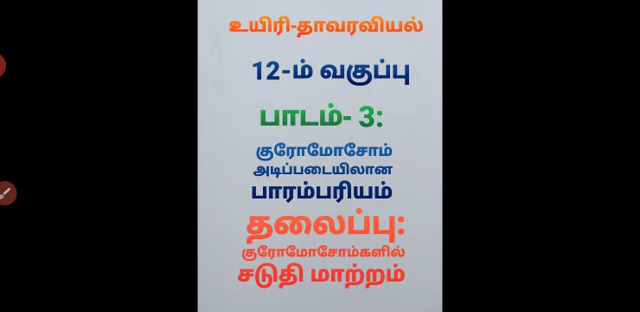 உயிரி-தாவரவியல்
12-ம் வகுப்பு
பாடம்- 3:
குரோமோசோம்
அடிப்படையிலான
பாரம்பரியம்
தலைப்பு:
குரோமோசோம்களில்
சடுதி மாற்றம்